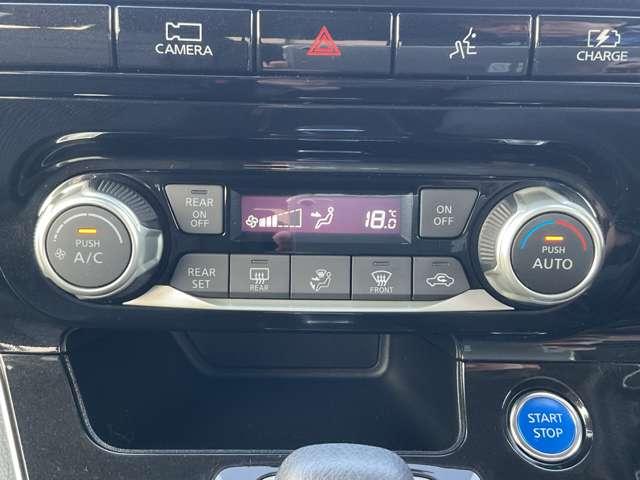 CAMERA
CHARGE
REAR
ON
OFF
18.0
°C
ON
OFF
PUSH
A/C
PUSH
AUTO
REAR
SET
REAR
FRONT
START
STOP